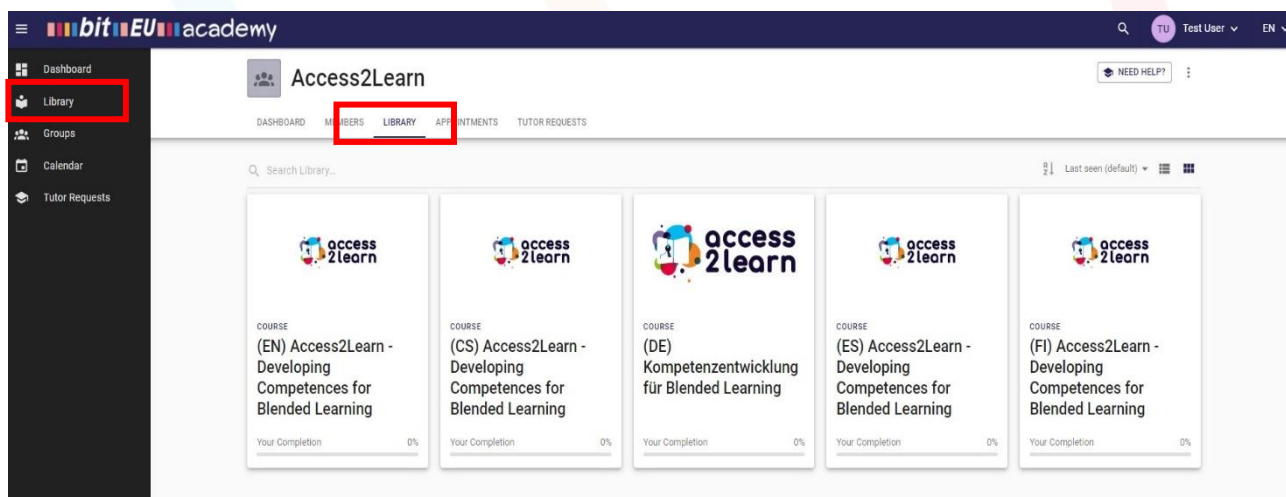 bit EU academy
TU Test User EN
Dashboard
Library
Groups
Calendar
Tutor Requests
Access2Learn
NEED HELP?
DASHBOARD MEMBERS LIBRARY APPOINTMENTS TUTOR REQUESTS
Search Library...
AZ Last seen (default)
access
2learn
access
2learn
access
2learn
access
2learn
access
2learn
COURSE
(EN) Access2Learn -
Developing
Competences for
Blended Learning
Your Completion 0%
COURSE
(CS) Access2Learn -
Developing
Competences for
Blended Learning
Your Completion 0%
COURSE
(DE)
Kompetenzentwicklung
für Blended Learning
Your Completion 0%
COURSE
(ES) Access2Learn -
Developing
Competences for
Blended Learning
Your Completion 0%
COURSE
(FI) Access2Learn -
Developing
Competences for
Blended Learning
Your Completion 0%